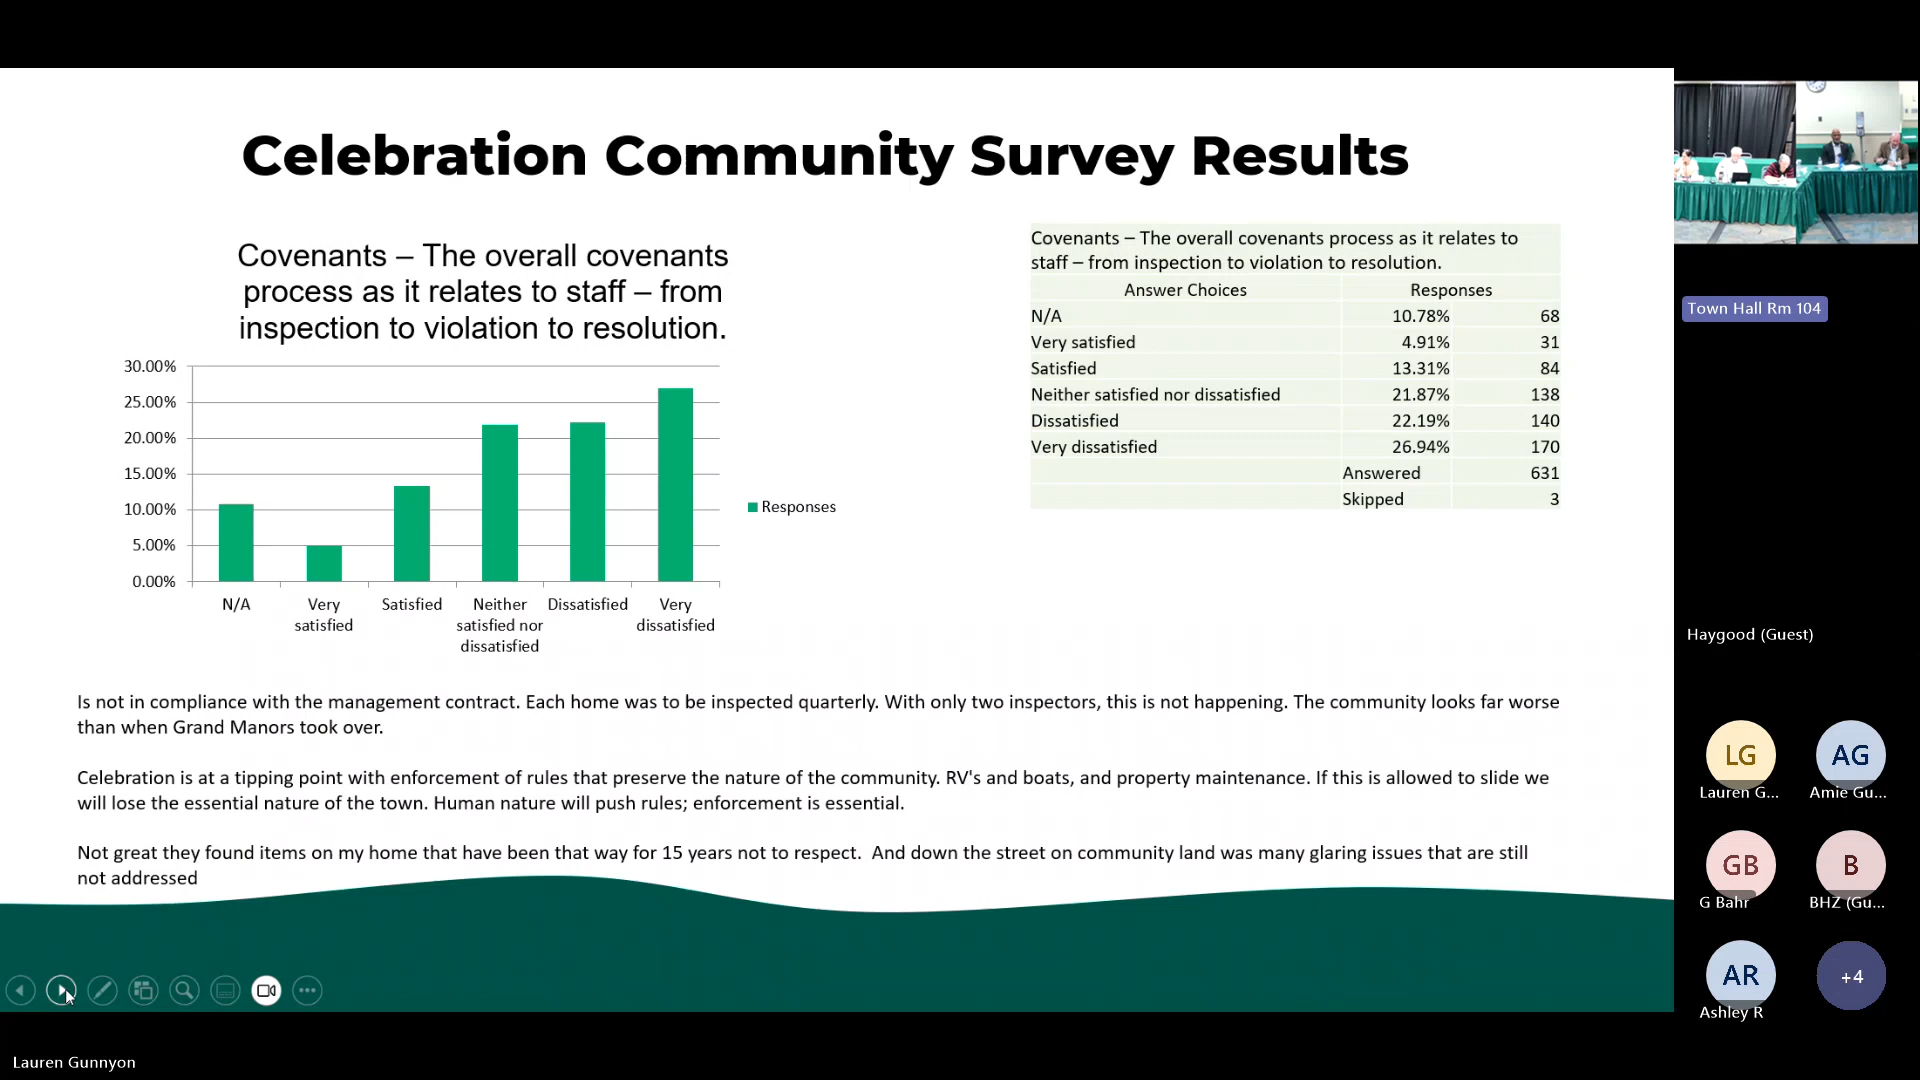 Celebration Community Survey Results
Covenants – The overall covenants
process as it relates to staff – from
inspection to violation to resolution.
30.00%
25.00%
20.00%
15.00%
10.00%
5.00%
0.00%
N/A
Very
satisfied
Satisfied
Neither
satisfied nor
dissatisfied
Dissatisfied
Very
dissatisfied
Responses
Covenants – The overall covenants process as it relates to
staff – from inspection to violation to resolution.
Answer Choices Responses
N/A 10.78% 68
Very satisfied 4.91% 31
Satisfied 13.31% 84
Neither satisfied nor dissatisfied 21.87% 138
Dissatisfied 22.19% 140
Very dissatisfied 26.94% 170
Answered 631
Skipped 3
Is not in compliance with the management contract. Each home was to be inspected quarterly. With only two inspectors, this is not happening. The community looks far worse
than when Grand Manors took over.
Celebration is at a tipping point with enforcement of rules that preserve the nature of the community. RV's and boats, and property maintenance. If this is allowed to slide we
will lose the essential nature of the town. Human nature will push rules; enforcement is essential.
Not great they found items on my home that have been that way for 15 years not to respect.  And down the street on community land was many glaring issues that are still
not addressed
Town Hall Rm 104
Haygood (Guest)
LG
Lauren G...
AG
Amie Gu...
GB
G Bahr
B
BHZ (Gu...
AR
Ashley R
+4
Lauren Gunnyon